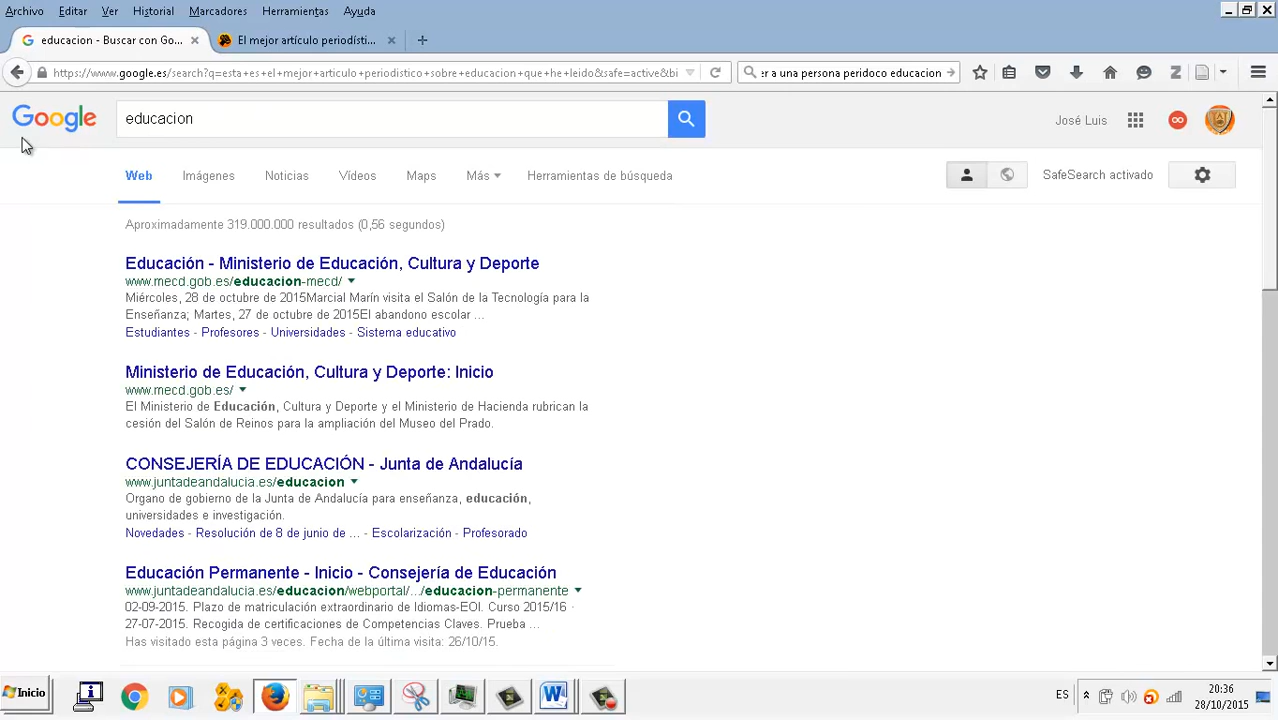 Archivo Editar Ver Historial Marcadores Herramientas Ayuda
educacion - Buscar con Go... El mejor artículo periodísti...
https://www.google.es/search?q=esta+es+el+mejor+articulo+periodistico+sobre+educacion+que+he+leido&safe=active&bi er a una persona peridoco educacion
Google educacion José Luis
Web Imágenes Noticias Vídeos Maps Más Herramientas de búsqueda SafeSearch activado
Aproximadamente 319.000.000 resultados (0,56 segundos)
Educación - Ministerio de Educación, Cultura y Deporte
www.mecd.gob.es/educacion-mecd/
Miércoles, 28 de octubre de 2015Marcial Marín visita el Salón de la Tecnología para la
Enseñanza; Martes, 27 de octubre de 2015El abandono escolar ...
Estudiantes - Profesores - Universidades - Sistema educativo
Ministerio de Educación, Cultura y Deporte: Inicio
www.mecd.gob.es/
El Ministerio de Educación, Cultura y Deporte y el Ministerio de Hacienda rubrican la
cesión del Salón de Reinos para la ampliación del Museo del Prado.
CONSEJERÍA DE EDUCACIÓN - Junta de Andalucía
www.juntadeandalucia.es/educacion
Organo de gobierno de la Junta de Andalucía para enseñanza, educación,
universidades e investigación.
Novedades - Resolución de 8 de junio de ... - Escolarización - Profesorado
Educación Permanente - Inicio - Consejería de Educación
www.juntadeandalucia.es/educacion/webportal/.../educacion-permanente
02-09-2015. Plazo de matriculación extraordinario de Idiomas-EOI. Curso 2015/16 ·
27-07-2015. Recogida de certificaciones de Competencias Claves. Prueba ...
Has visitado esta página 3 veces. Fecha de la última visita: 26/10/15.
Inicio ES 20:36
28/10/2015